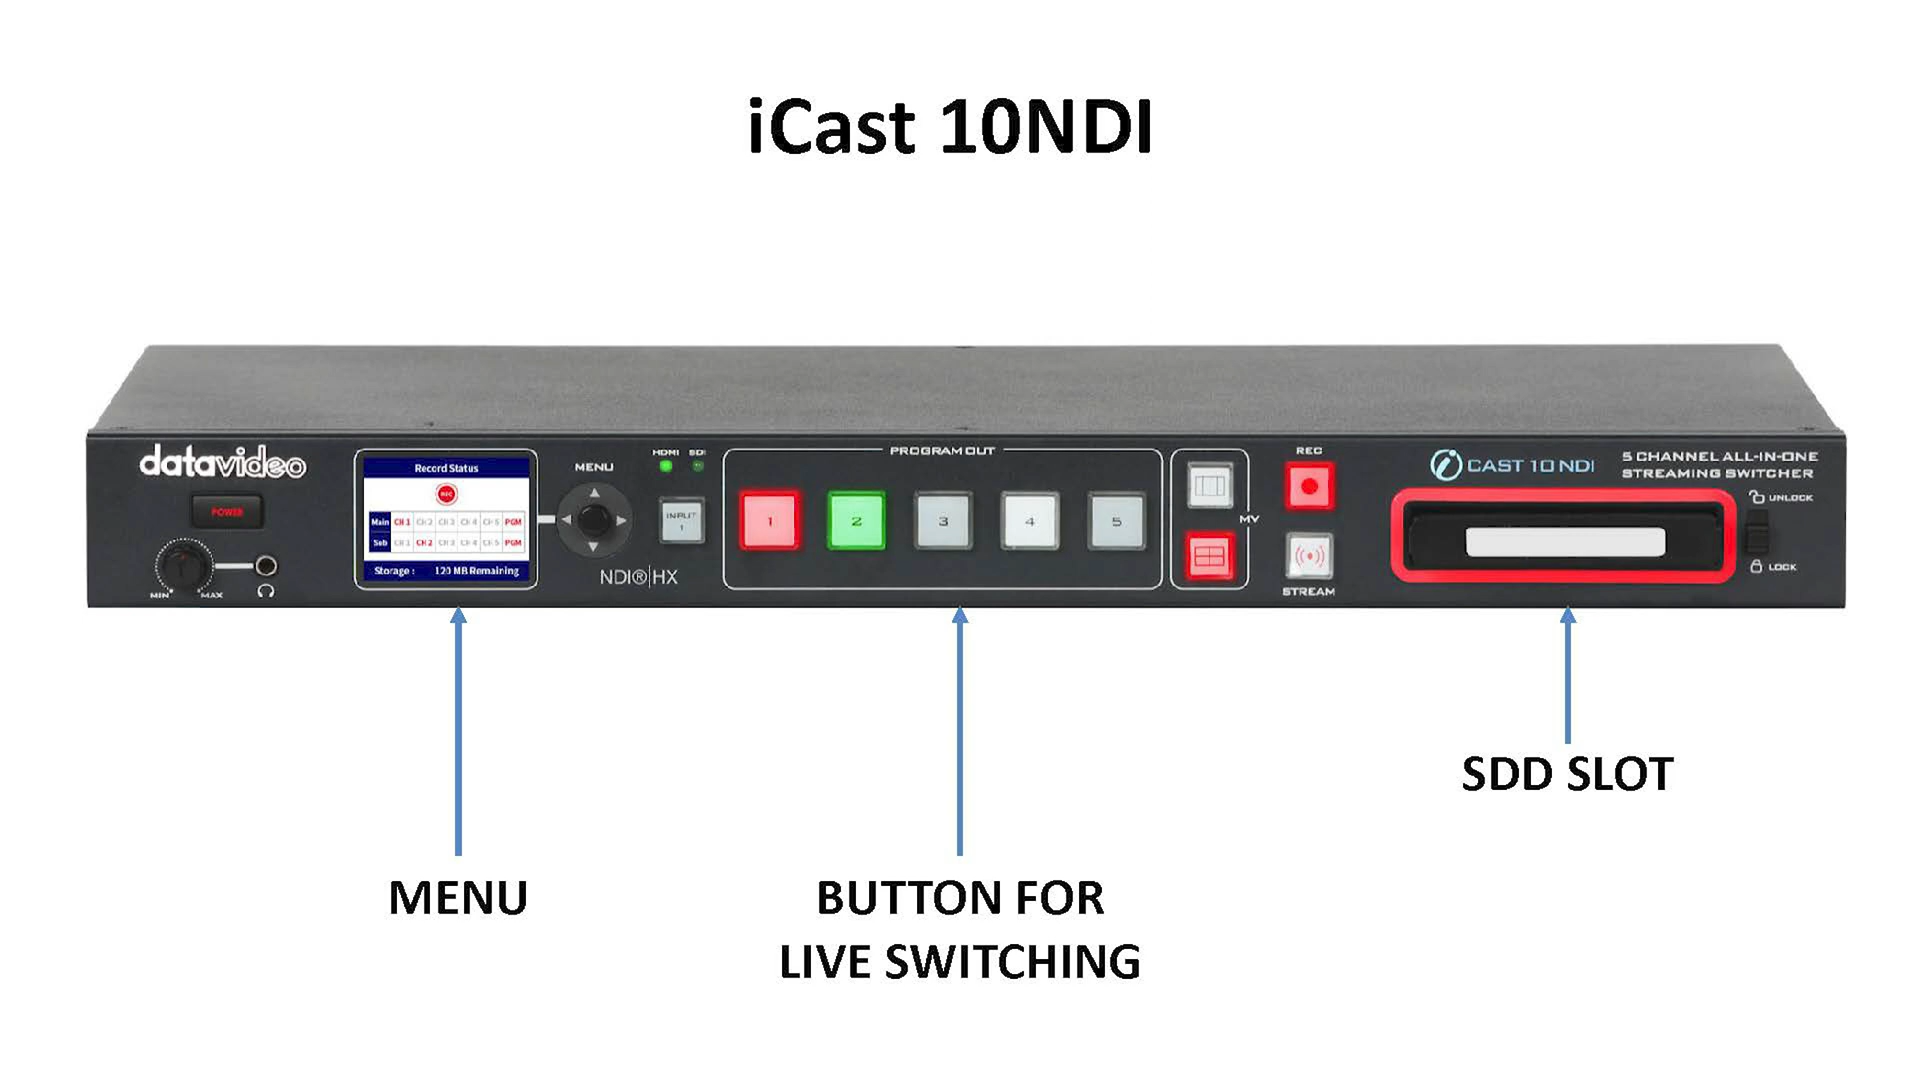 iCast 10NDI
datavideo
POWER
MIN
MAX
Record Status
REC
Main CH 1 CH 2 CH 3 CH 4 CH 5 PGM
Sub CH 1 CH 2 CH 3 CH 4 CH 5 PGM
Storage : 120 MB Remaining
MENU
NDI®|HX
HDMI SDI
INPUT
1
PROGRAM OUT
1 2 3 4 5
MV
REC
STREAM
iCAST 10 NDI
5 CHANNEL ALL-IN-ONE
STREAMING SWITCHER
UNLOCK
LOCK
MENU
BUTTON FOR
LIVE SWITCHING
SDD SLOT